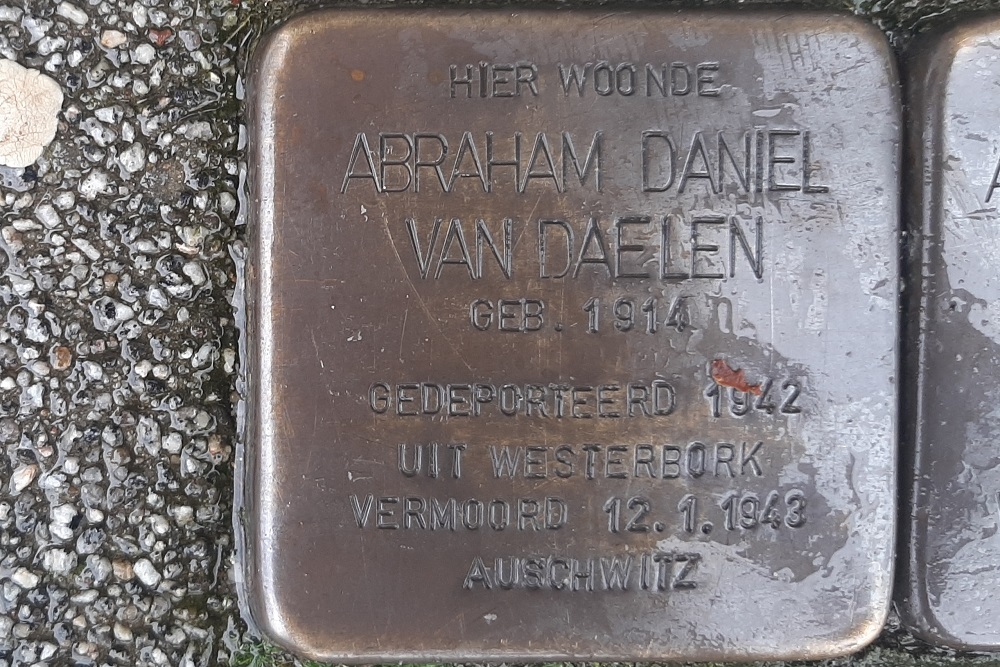 HIER WOONDE
ABRAHAM DANIEL
VAN DAELEN
GEB. 1914
GEDEPORTEERD 1942
UIT WESTERBORK
VERMOORD 12.1.1943
AUSCHWITZ